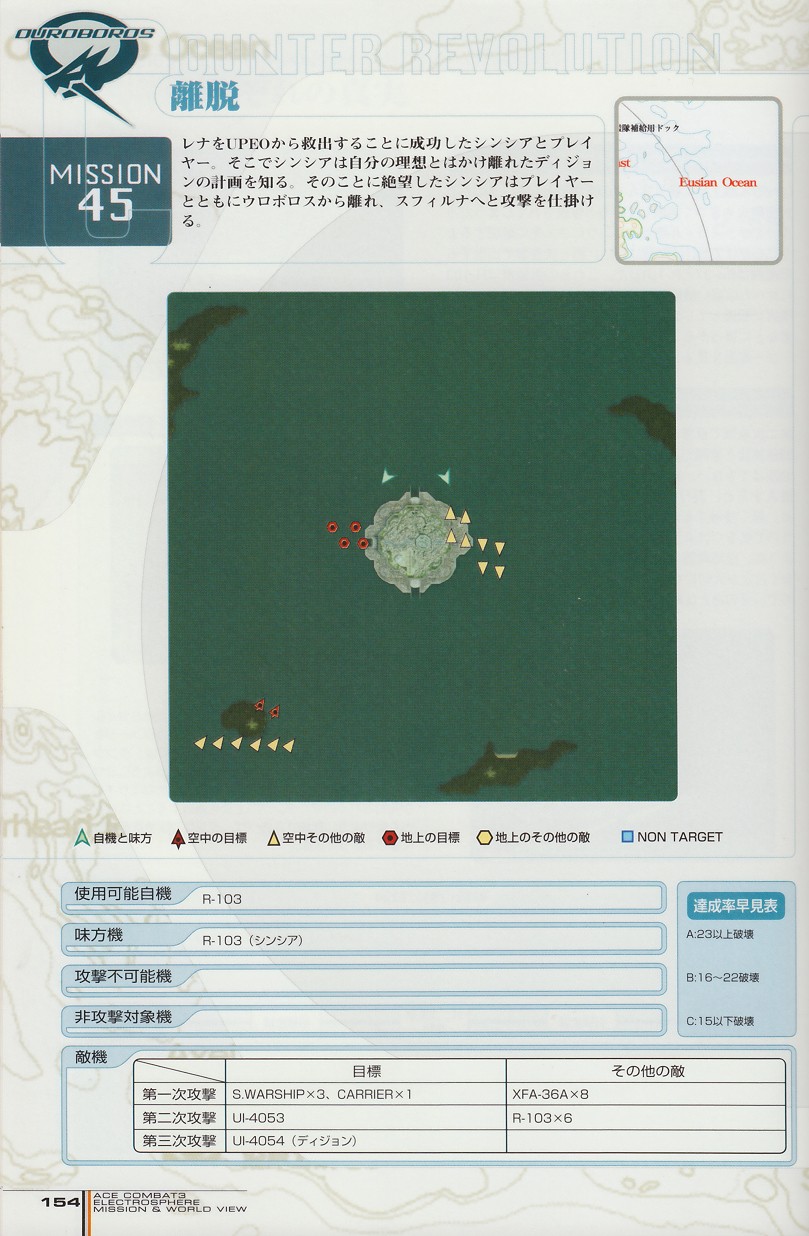 OUROBOROS
COUNTER REVOLUTION
離脱
MISSION
45
レナをUPEOから救出することに成功したシンシアとプレイ
ヤー。そこでシンシアは自分の理想とはかけ離れたディジョ
ンの計画を知る。そのことに絶望したシンシアはプレイヤー
とともにウロボロスから離れ、スフィルナへと攻撃を仕掛け
る。
隊補給用ドック
ast
Eusian Ocean
自機と味方
空中の目標
空中その他の敵
地上の目標
地上のその他の敵
NON TARGET
使用可能自機
R-103
味方機
R-103（シンシア）
攻撃不可能機
非攻撃対象機
達成率早見表
A:23以上破壊
B:16〜22破壊
C:15以下破壊
敵機
目標 その他の敵
第一次攻撃 S.WARSHIP×3、CARRIER×1 XFA-36A×8
第二次攻撃 UI-4053 R-103×6
第三次攻撃 UI-4054（ディジョン）
154
ACE COMBAT3
ELECTROSPHERE
MISSION & WORLD VIEW